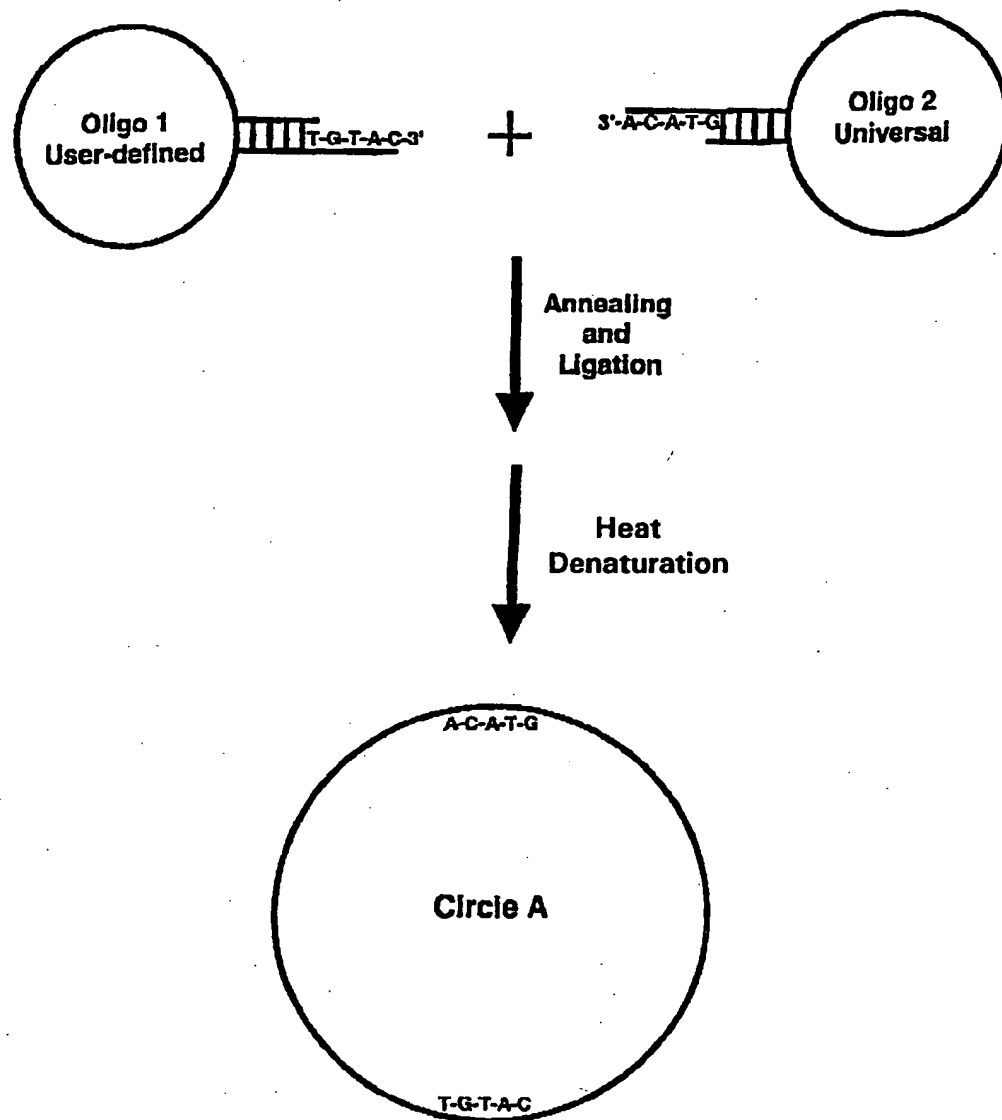 Oligo 1
User-defined
T-G-T-A-C-3'
+
3'-A-C-A-T-G
Oligo 2
Universal
Annealing
and
Ligation
Heat
Denaturation
A-C-A-T-G
Circle A
T-G-T-A-C